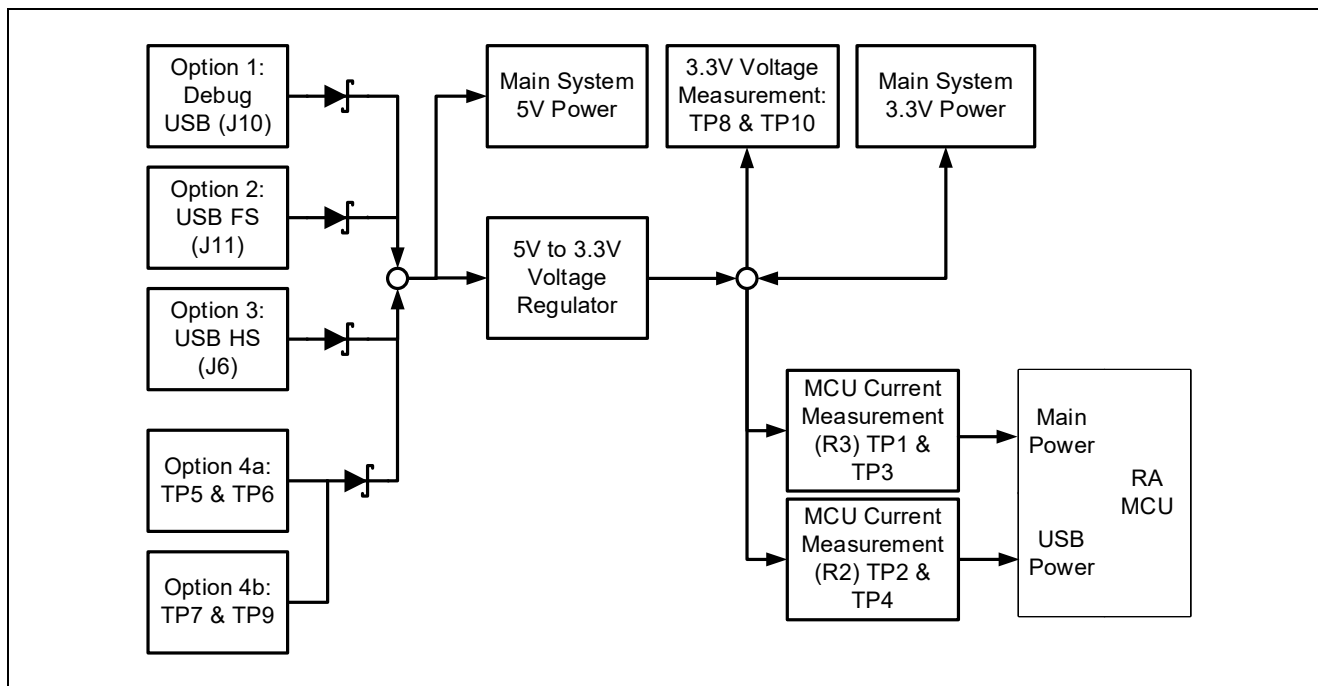 Option 1:
Debug
USB (J10)
Option 2:
USB FS
(J11)
Option 3:
USB HS
(J6)
Option 4a:
TP5 & TP6
Option 4b:
TP7 & TP9
Main System
5V Power
5V to 3.3V
Voltage
Regulator
3.3V Voltage
Measurement:
TP8 & TP10
Main System
3.3V Power
MCU Current
Measurement
(R3) TP1 &
TP3
MCU Current
Measurement
(R2) TP2 &
TP4
Main
Power
RA
MCU
USB
Power